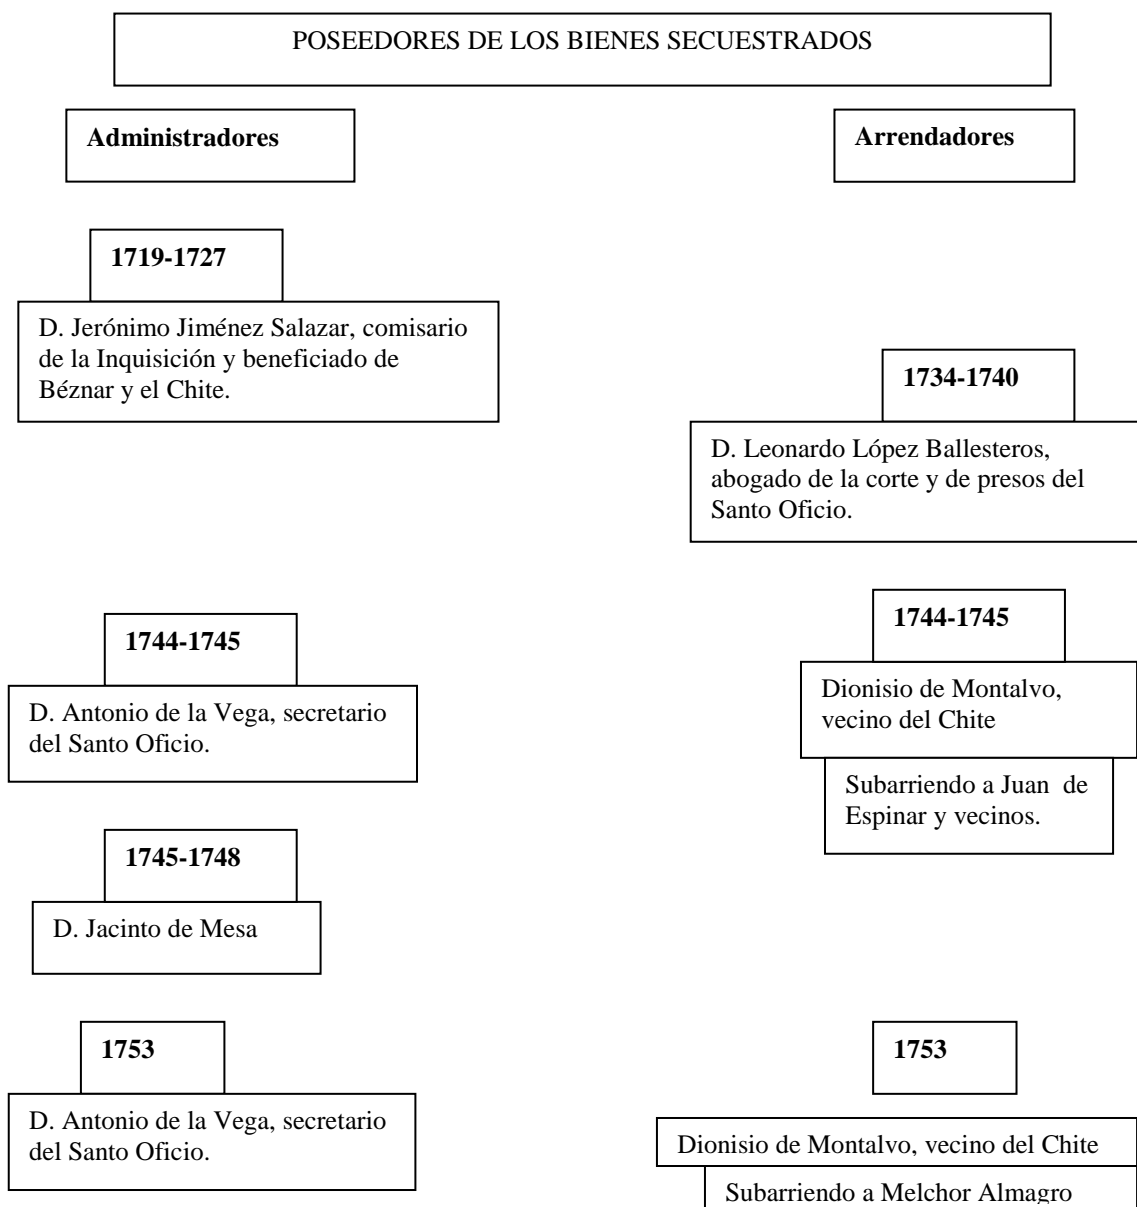 POSEEDORES DE LOS BIENES SECUESTRADOS
Administradores
Arrendadores
1719-1727
D. Jerónimo Jiménez Salazar, comisario
de la Inquisición y beneficiado de
Béznar y el Chite.
1734-1740
D. Leonardo López Ballesteros,
abogado de la corte y de presos del
Santo Oficio.
1744-1745
D. Antonio de la Vega, secretario
del Santo Oficio.
1744-1745
Dionisio de Montalvo,
vecino del Chite
Subarriendo a Juan de
Espinar y vecinos.
1745-1748
D. Jacinto de Mesa
1753
D. Antonio de la Vega, secretario
del Santo Oficio.
1753
Dionisio de Montalvo, vecino del Chite
Subarriendo a Melchor Almagro